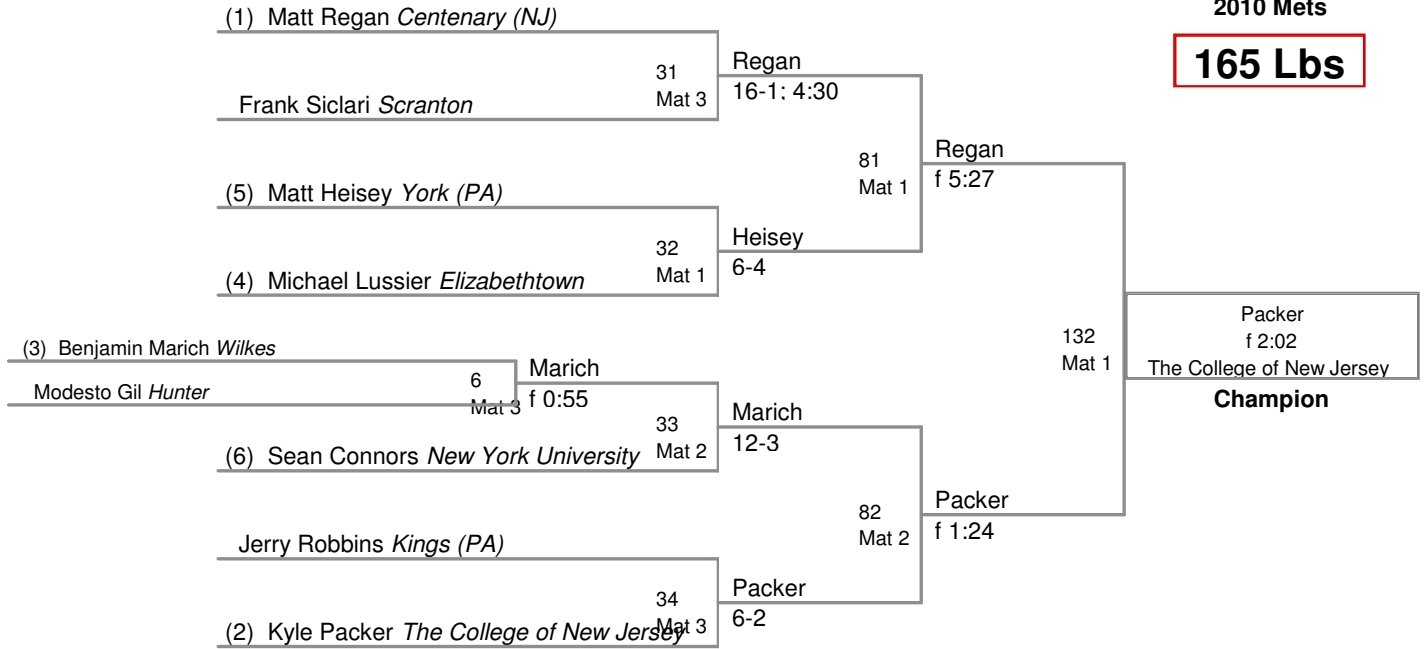 2010 Mets
165 Lbs
(1) Matt Regan Centenary (NJ)
31
Mat 3
Frank Siclari Scranton
Regan
16-1; 4:30
(5) Matt Heisey York (PA)
32
Mat 1
(4) Michael Lussier Elizabethtown
Heisey
6-4
81
Mat 1
Regan
f 5:27
(3) Benjamin Marich Wilkes
Modesto Gil Hunter
6
Mat 3
Marich
f 0:55
33
Mat 2
(6) Sean Connors New York University
Marich
12-3
Jerry Robbins Kings (PA)
34
Mat 3
(2) Kyle Packer The College of New Jersey
Packer
6-2
82
Mat 2
Packer
f 1:24
132
Mat 1
Packer
f 2:02
The College of New Jersey
Champion